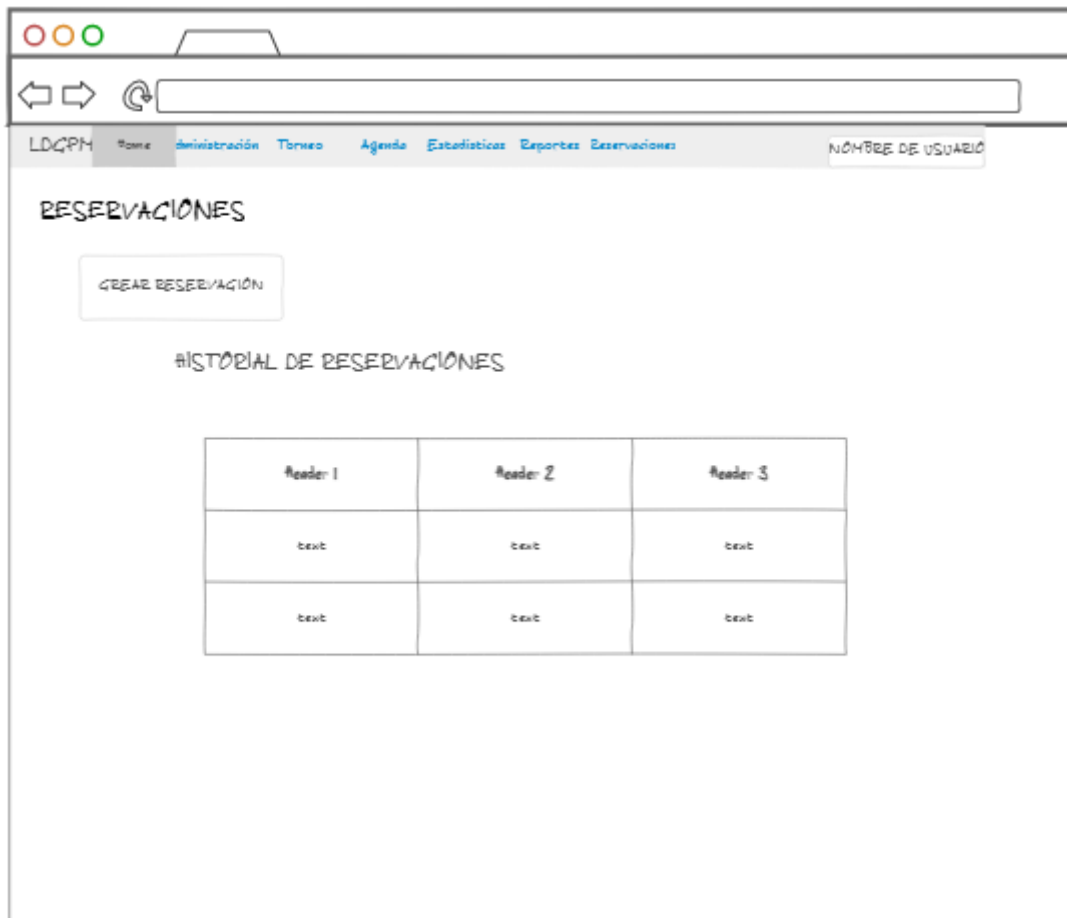 LDGPM Home dministración Torneo Agenda Estadisticas Reportes Reservaciones NOMBRE DE USUARIO
RESERVACIONES
CREAR RESERVACIÓN
HISTORIAL DE RESERVACIONES
Header 1 Header 2 Header 3
text text text
text text text